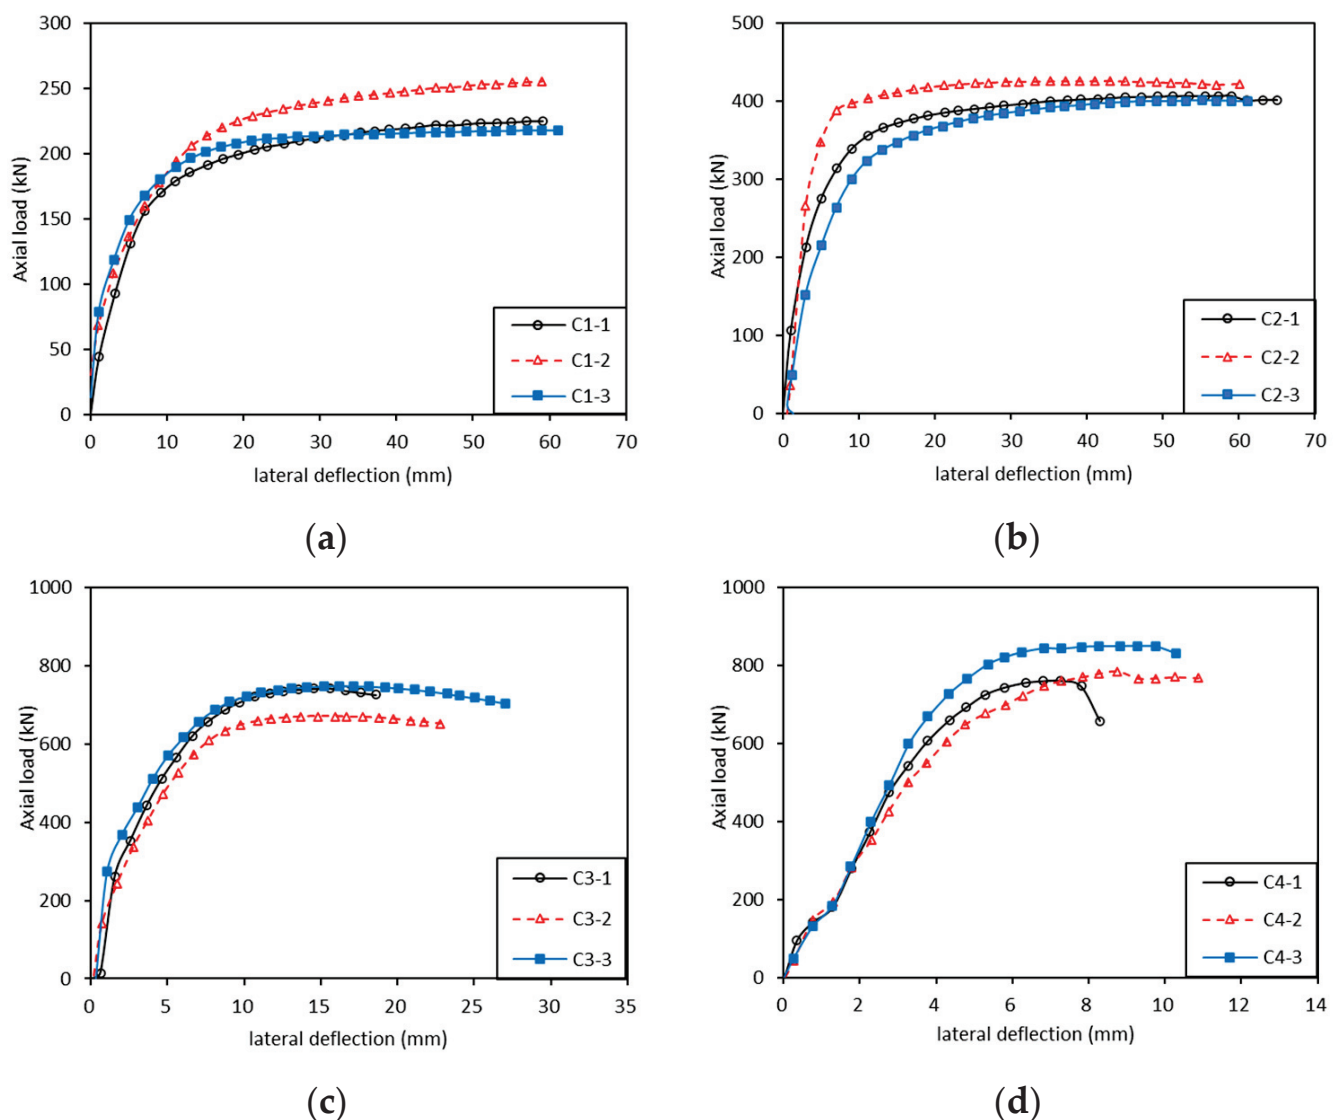 300
250
200
150
100
50
0
Axial load (kN)
C1-1
C1-2
C1-3
0 10 20 30 40 50 60 70
lateral deflection (mm)
(a)
500
400
300
200
100
0
Axial load (kN)
C2-1
C2-2
C2-3
0 10 20 30 40 50 60 70
lateral deflection (mm)
(b)
1000
800
600
400
200
0
Axial load (kN)
C3-1
C3-2
C3-3
0 5 10 15 20 25 30 35
lateral deflection (mm)
(c)
1000
800
600
400
200
0
Axial load (kN)
C4-1
C4-2
C4-3
0 2 4 6 8 10 12 14
lateral deflection (mm)
(d)